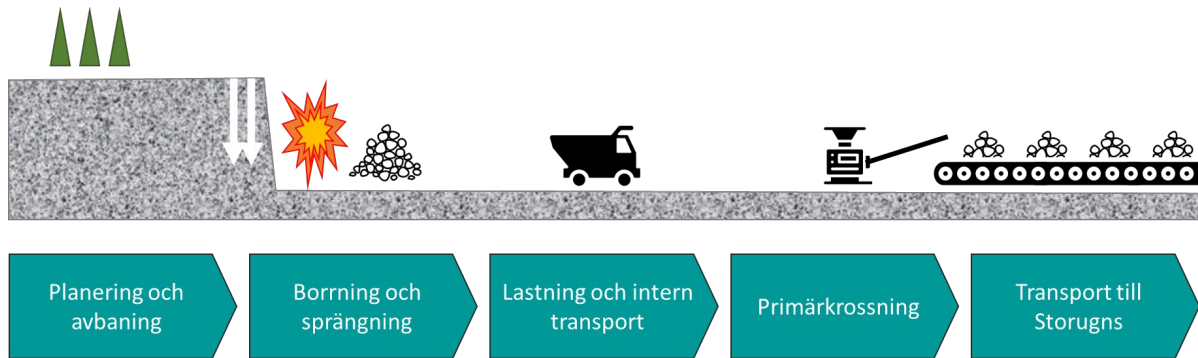 Planering och
avbaning
Borrning och
sprängning
Lastning och intern
transport
Primärkrossning
Transport till
Storugns